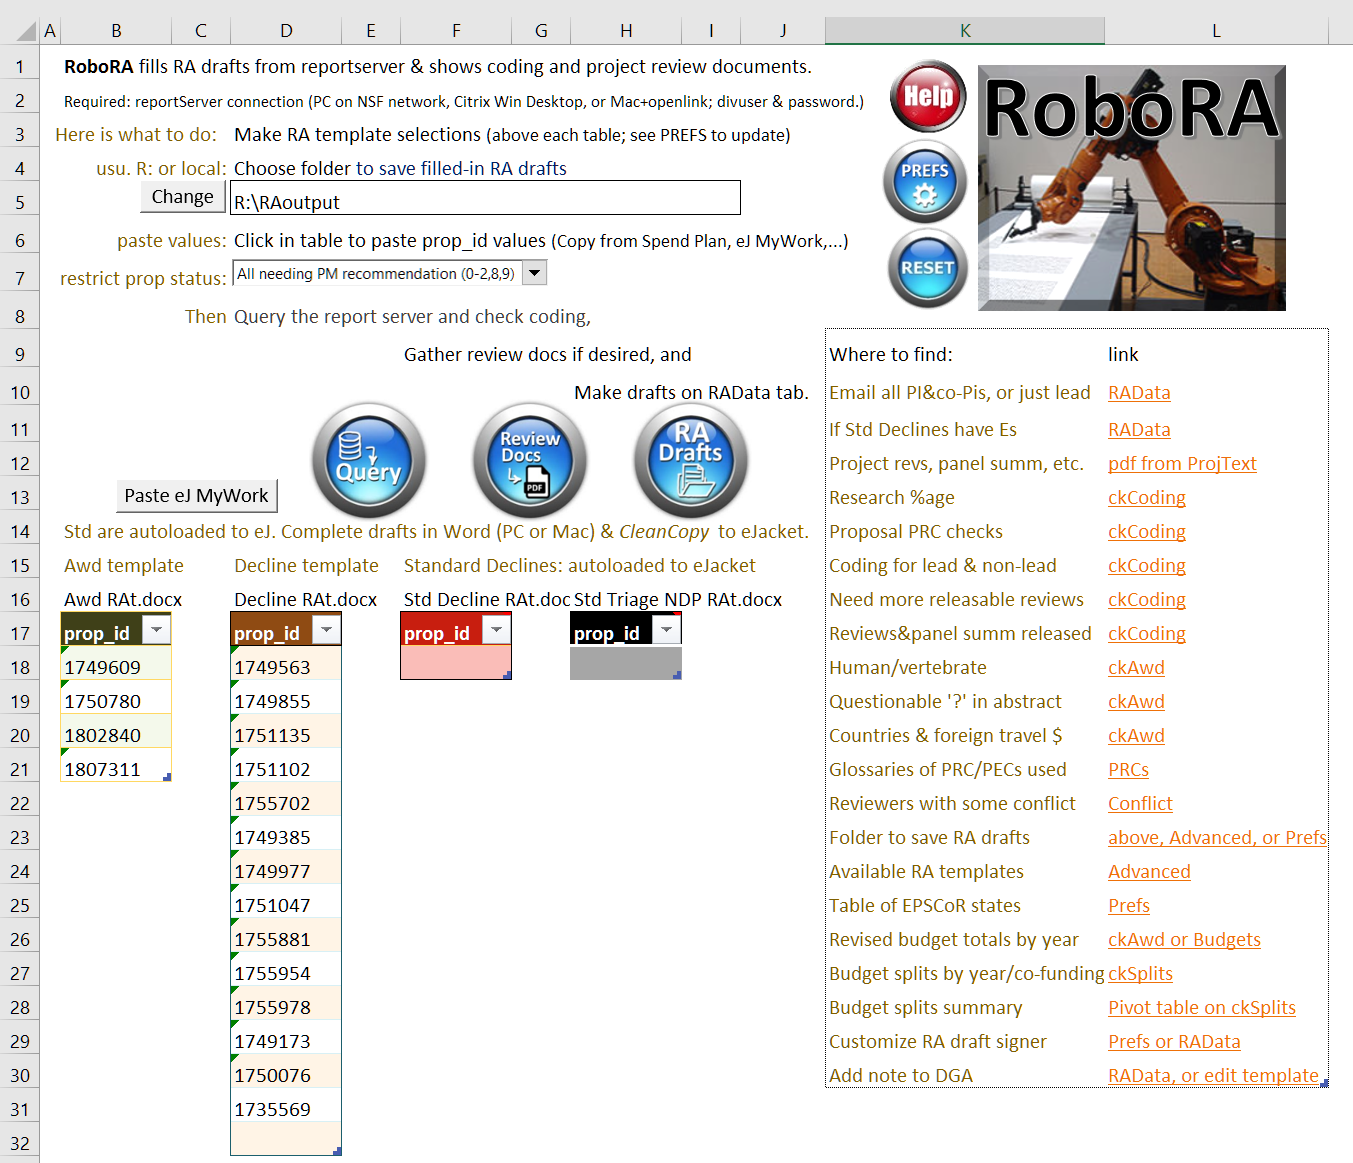 A B C D E F G H I J K L
1 RoboRA fills RA drafts from reportserver & shows coding and project review documents.
Help
RoboRA
2 Required: reportServer connection (PC on NSF network, Citrix Win Desktop, or Mac+openlink; divuser & password.)
3 Here is what to do: Make RA template selections (above each table; see PREFS to update)
4 usu. R: or local: Choose folder to save filled-in RA drafts
PREFS
5 Change R:\RAoutput
6 paste values: Click in table to paste prop_id values (Copy from Spend Plan, eJ MyWork,...)
7 restrict prop status: All needing PM recommendation (0-2,8,9)
RESET
8 Then Query the report server and check coding,
9 Gather review docs if desired, and Where to find: link
10 Make drafts on RAData tab. Email all PI&co-Pis, or just lead RAData
11 If Std Declines have Es RAData
Query
Review Docs PDF
RA Drafts
12 Project revs, panel summ, etc. pdf from ProjText
13 Paste eJ MyWork Research %age ckCoding
14 Std are autoloaded to eJ. Complete drafts in Word (PC or Mac) & CleanCopy to eJacket. Proposal PRC checks ckCoding
15 Awd template Decline template Standard Declines: autoloaded to eJacket Coding for lead & non-lead ckCoding
16 Awd RAt.docx Decline RAt.docx Std Decline RAt.doc Std Triage NDP RAt.docx Need more releasable reviews ckCoding
17 prop_id prop_id prop_id prop_id Reviews&panel summ released ckCoding
18 1749609 1749563 Human/vertebrate ckAwd
19 1750780 1749855 Questionable '?' in abstract ckAwd
20 1802840 1751135 Countries & foreign travel $ ckAwd
21 1807311 1751102 Glossaries of PRC/PECs used PRCs
22 1755702 Reviewers with some conflict Conflict
23 1749385 Folder to save RA drafts above, Advanced, or Prefs
24 1749977 Available RA templates Advanced
25 1751047 Table of EPSCoR states Prefs
26 1755881 Revised budget totals by year ckAwd or Budgets
27 1755954 Budget splits by year/co-funding ckSplits
28 1755978 Budget splits summary Pivot table on ckSplits
29 1749173 Customize RA draft signer Prefs or RAData
30 1750076 Add note to DGA RAData, or edit template
31 1735569
32